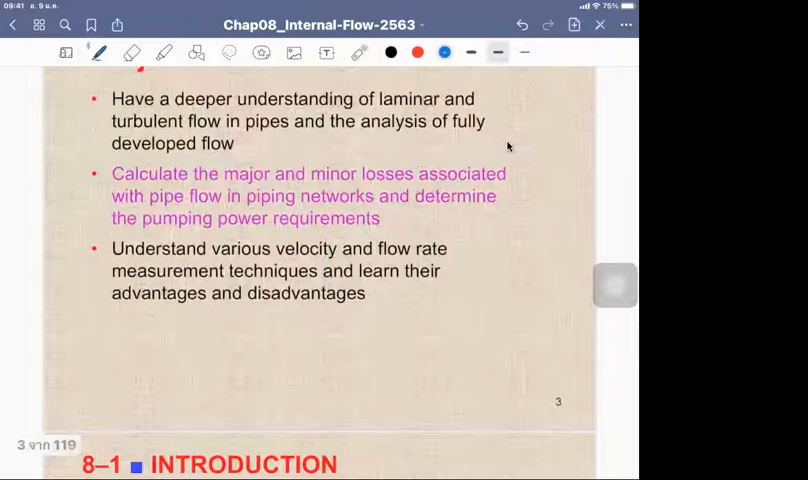 09:41 อ. 9 ม.ค.
75%
Chap08_Internal-Flow-2563
• Have a deeper understanding of laminar and
turbulent flow in pipes and the analysis of fully
developed flow
• Calculate the major and minor losses associated
with pipe flow in piping networks and determine
the pumping power requirements
• Understand various velocity and flow rate
measurement techniques and learn their
advantages and disadvantages
3
3 จาก 119
8–1 ■ INTRODUCTION